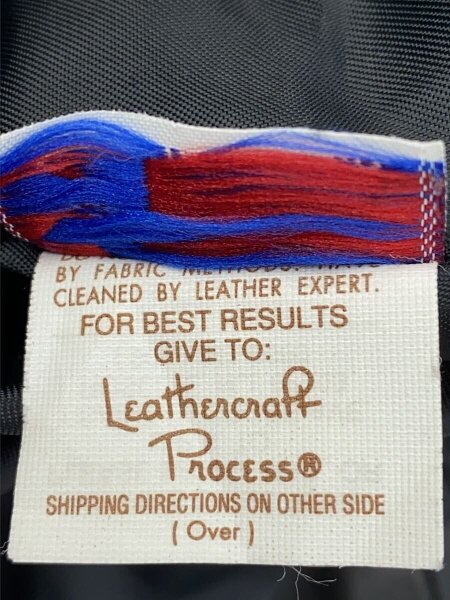 BY FABRIC METHODS. HAVE
CLEANED BY LEATHER EXPERT.
FOR BEST RESULTS
GIVE TO:
Leathercraft
Process®
SHIPPING DIRECTIONS ON OTHER SIDE
(Over)